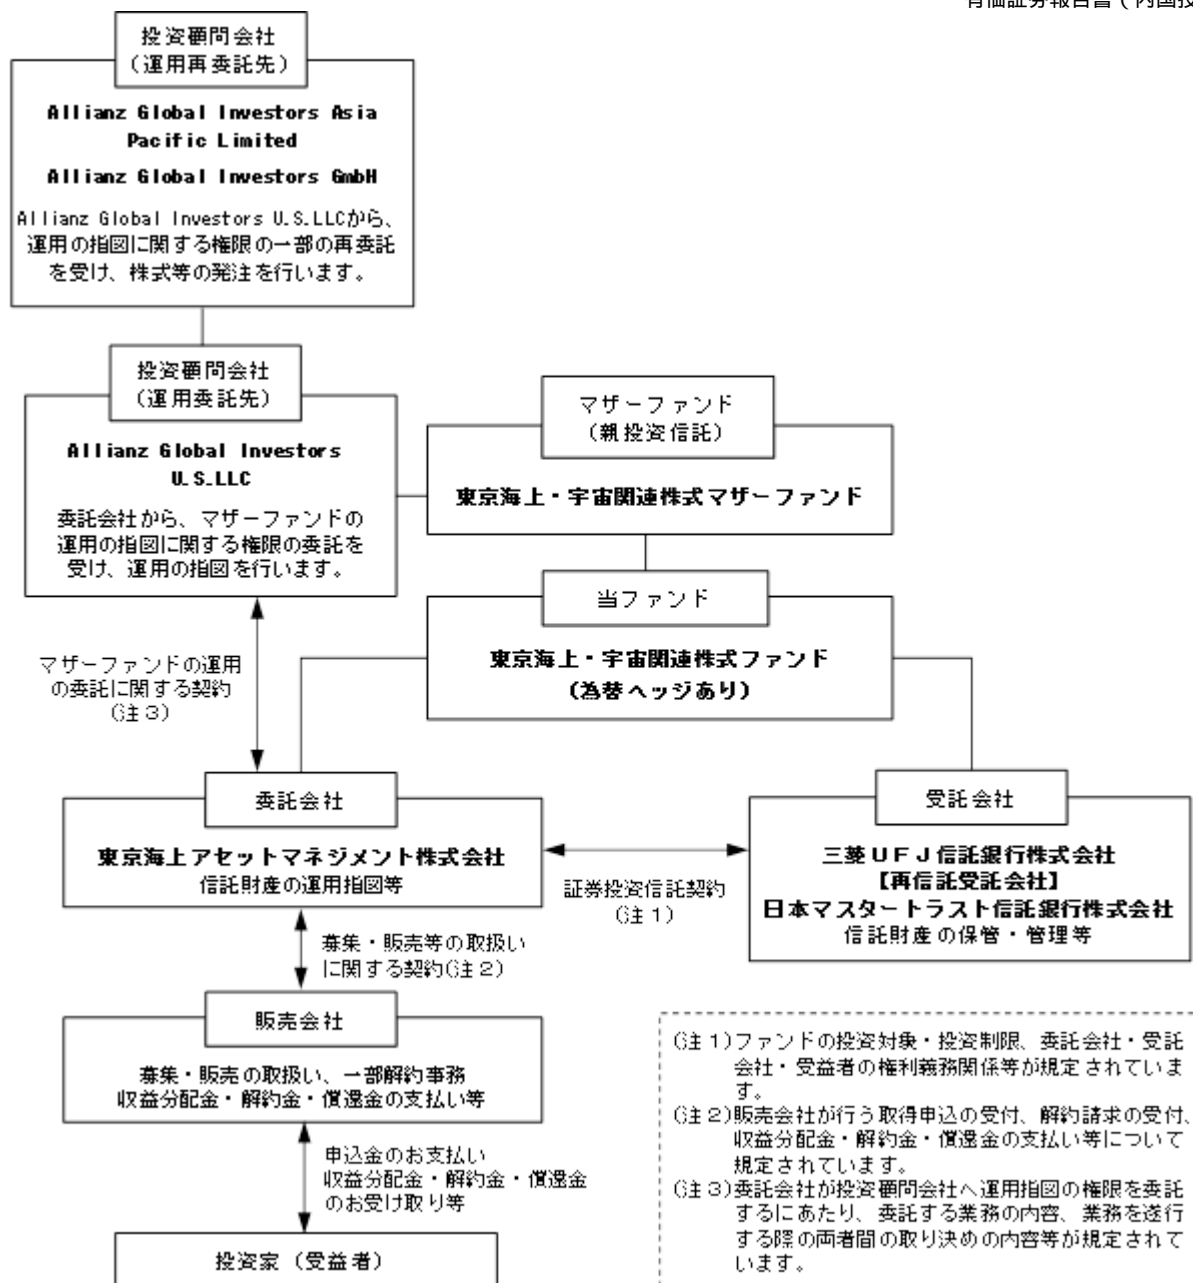 有価証券報告書（内国投
投資顧問会社
（運用再委託先）
Allianz Global Investors Asia
Pacific Limited
Allianz Global Investors GmbH
Allianz Global Investors U.S.LLCから、
運用の指図に関する権限の一部の再委託
を受け、株式等の発注を行います。
投資顧問会社
（運用委託先）
Allianz Global Investors
U.S.LLC
委託会社から、マザーファンドの
運用の指図に関する権限の委託を
受け、運用の指図を行います。
マザーファンド
（親投資信託）
東京海上・宇宙関連株式マザーファンド
当ファンド
東京海上・宇宙関連株式ファンド
（為替ヘッジあり）
マザーファンドの運用
の委託に関する契約
（注３）
委託会社
東京海上アセットマネジメント株式会社
信託財産の運用指図等
証券投資信託契約
（注１）
受託会社
三菱ＵＦＪ信託銀行株式会社
【再信託受託会社】
日本マスタートラスト信託銀行株式会社
信託財産の保管・管理等
募集・販売等の取扱い
に関する契約（注２）
販売会社
募集・販売の取扱い、一部解約事務
収益分配金・解約金・償還金の支払い等
申込金のお支払い
収益分配金・解約金・償還金
のお受け取り等
投資家（受益者）
（注１）ファンドの投資対象・投資制限、委託会社・受託
会社・受益者の権利義務関係等が規定されていま
す。
（注２）販売会社が行う取得申込の受付、解約請求の受付、
収益分配金・解約金・償還金の支払い等について
規定されています。
（注３）委託会社が投資顧問会社へ運用指図の権限を委託
するにあたり、委託する業務の内容、業務を遂行
する際の両者間の取り決めの内容等が規定されて
います。